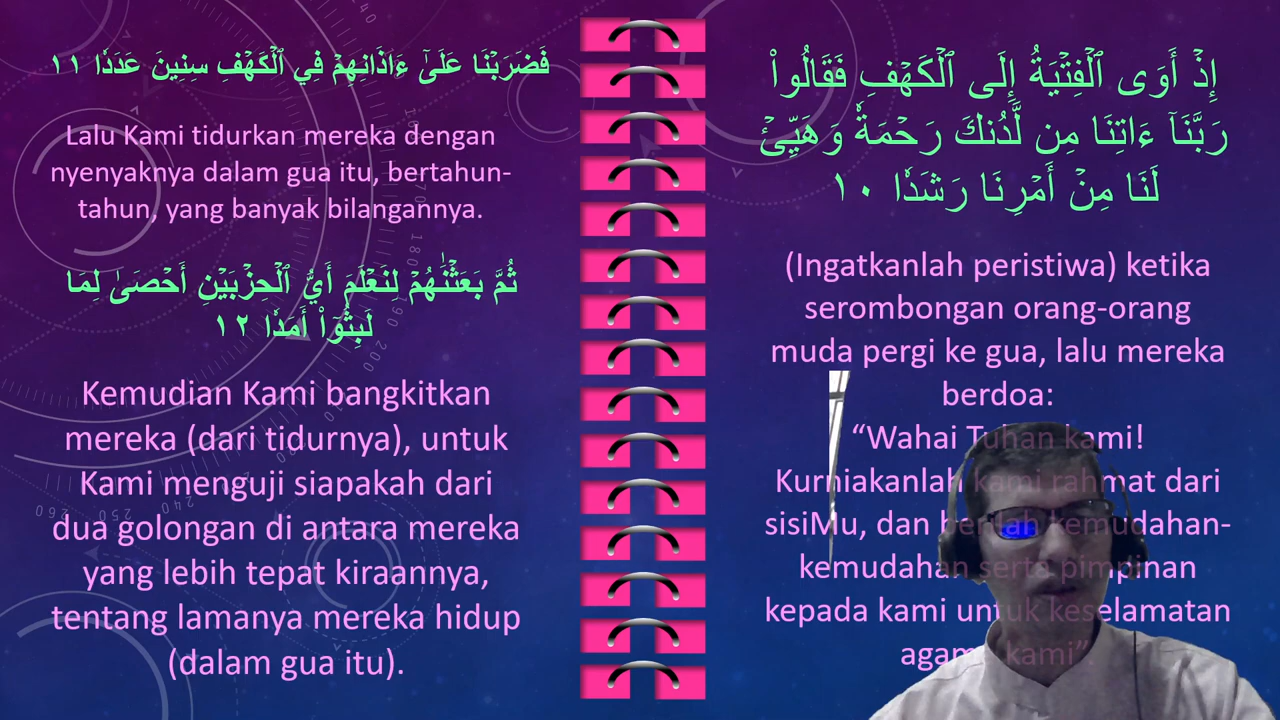 إِذۡ أَوَى ٱلۡفِتۡيَةُ إِلَى ٱلۡكَهۡفِ فَقَالُواْ
رَبَّنَآ ءَاتِنَا مِن لَّدُنكَ رَحۡمَةٗ وَهَيِّئۡ
لَنَا مِنۡ أَمۡرِنَا رَشَدٗا ١٠
(Ingatkanlah peristiwa) ketika
serombongan orang-orang
muda pergi ke gua, lalu mereka
berdoa:
“Wahai Tuhan kami!
Kurniakanlah kami rahmat dari
sisiMu, dan berilah kemudahan-
kemudahan serta pimpinan
kepada kami untuk keselamatan
agama kami”.
فَضَرَبۡنَا عَلَىٰٓ ءَاذَانِهِمۡ فِي ٱلۡكَهۡفِ سِنِينَ عَدَدٗا ١١
Lalu Kami tidurkan mereka dengan
nyenyaknya dalam gua itu, bertahun-
tahun, yang banyak bilangannya.
ثُمَّ بَعَثۡنَٰهُمۡ لِنَعۡلَمَ أَيُّ ٱلۡحِزۡبَيۡنِ أَحۡصَىٰ لِمَا
لَبِثُوٓاْ أَمَدٗا ١٢
Kemudian Kami bangkitkan
mereka (dari tidurnya), untuk
Kami menguji siapakah dari
dua golongan di antara mereka
yang lebih tepat kiraannya,
tentang lamanya mereka hidup
(dalam gua itu).